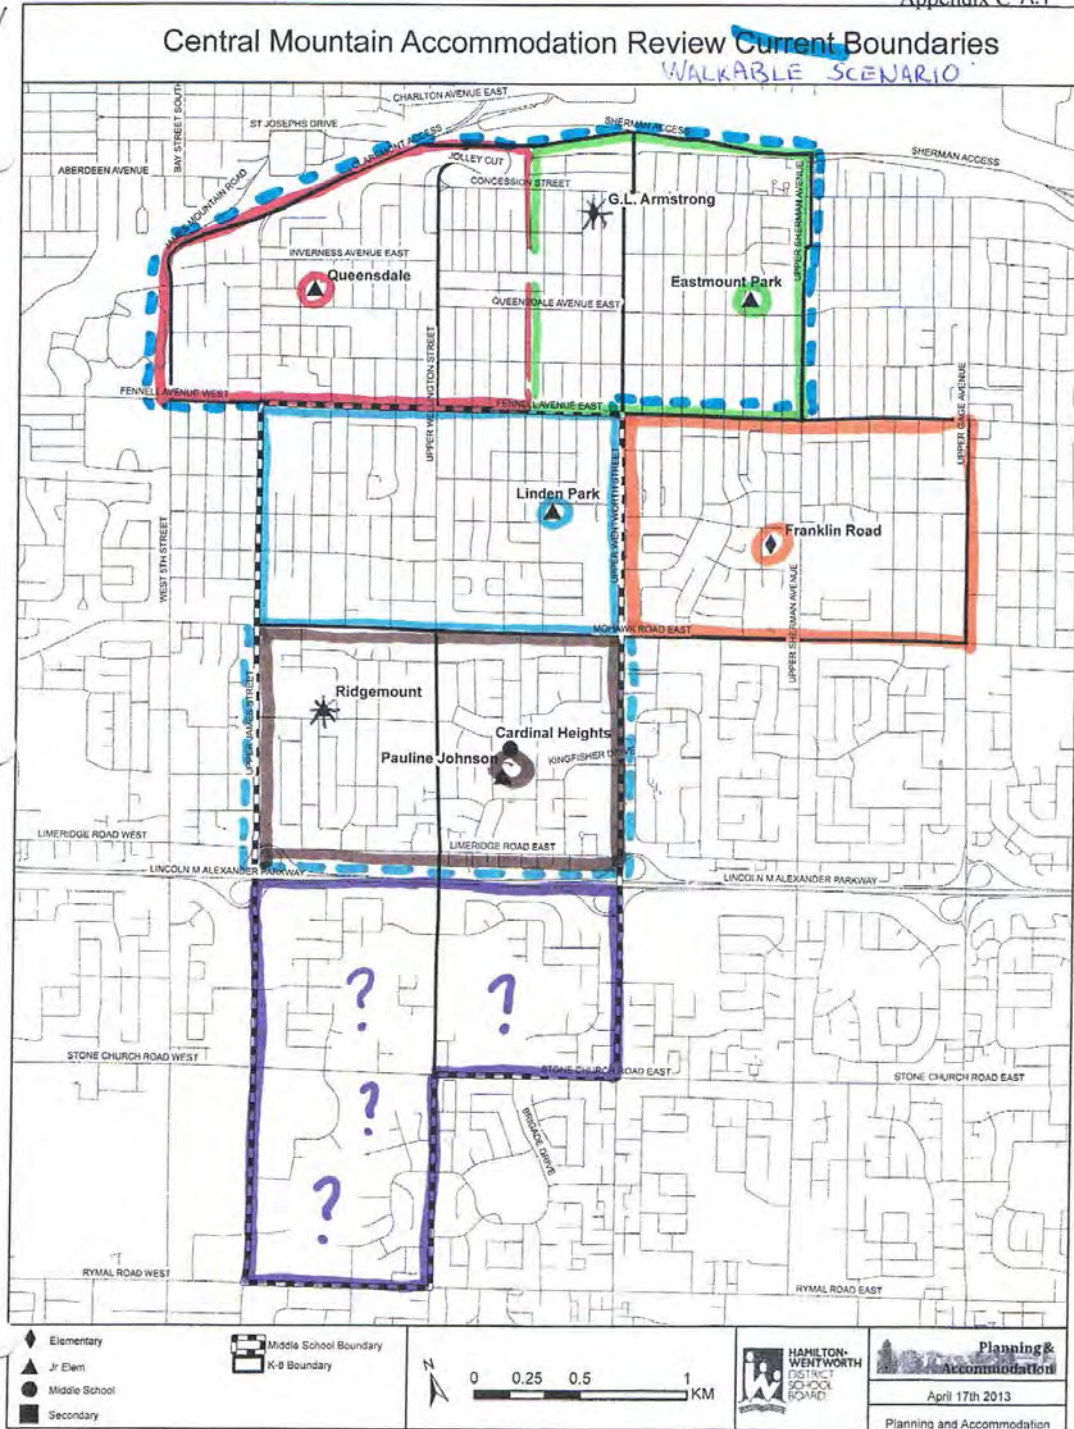 Appendix C-A.1
Central Mountain Accommodation Review Current Boundaries
WALKABLE SCENARIO
CHARLTON AVENUE EAST
BAY STREET SOUTH
ST JOSEPHS DRIVE
SHERMAN ACCESS
CLAREMONT ACCESS
JOLLEY CUT
SHERMAN ACCESS
ABERDEEN AVENUE
CONCESSION STREET
JAMES MOUNTAIN ROAD
G.L. Armstrong
UPPER SHERMAN AVENUE
INVERNESS AVENUE EAST
Queensdale
Eastmount Park
QUEENSDALE AVENUE EAST
UPPER WELLINGTON STREET
FENNELL AVENUE WEST
FENNELL AVENUE EAST
UPPER GAGE AVENUE
Linden Park
UPPER WENTWORTH STREET
Franklin Road
WEST 5TH STREET
UPPER SHERMAN AVENUE
MOHAWK ROAD EAST
Ridgemount
UPPER JAMES STREET
Cardinal Heights
Pauline Johnson
KINGFISHER DRIVE
LIMERIDGE ROAD WEST
LIMERIDGE ROAD EAST
LINCOLN M ALEXANDER PARKWAY
LINCOLN M ALEXANDER PARKWAY
? ?
STONE CHURCH ROAD WEST
STONE CHURCH ROAD EAST
STONE CHURCH ROAD EAST
?
BRIGADE DRIVE
?
RYMAL ROAD WEST
RYMAL ROAD EAST
Elementary
Jr Elem
Middle School
Secondary
Middle School Boundary
K-8 Boundary
N
0 0.25 0.5 1
KM
HAMILTON-
WENTWORTH
DISTRICT
SCHOOL
BOARD
Planning &
Accommodation
April 17th 2013
Planning and Accommodation